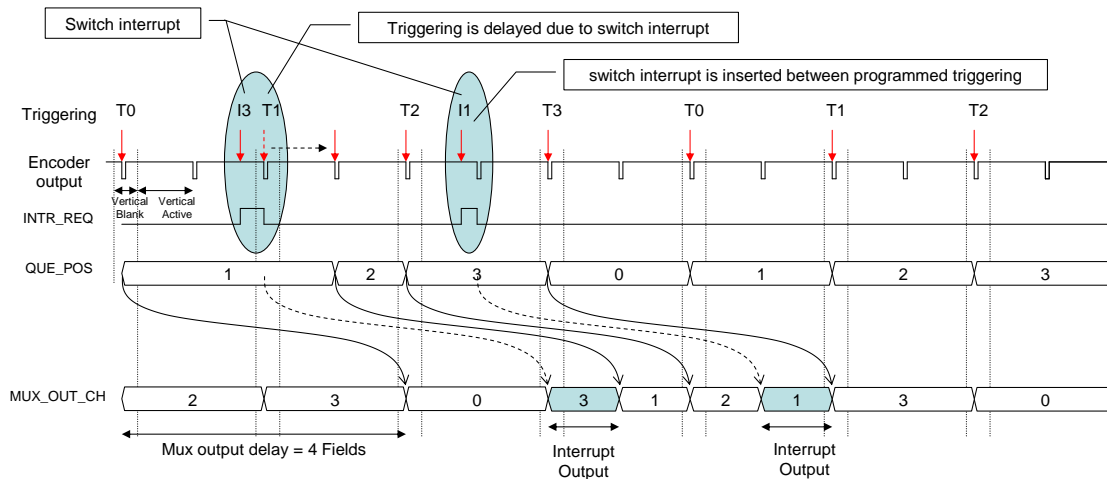 Switch interrupt
Triggering is delayed due to switch interrupt
switch interrupt is inserted between programmed triggering
Triggering T0 I3 T1 T2 I1 T3 T0 T1 T2
Encoder
output
Vertical
Blank
Vertical
Active
INTR_REQ
QUE_POS 1 2 3 0 1 2 3
MUX_OUT_CH 2 3 0 3 1 2 1 3 0
Mux output delay = 4 Fields
Interrupt
Output
Interrupt
Output